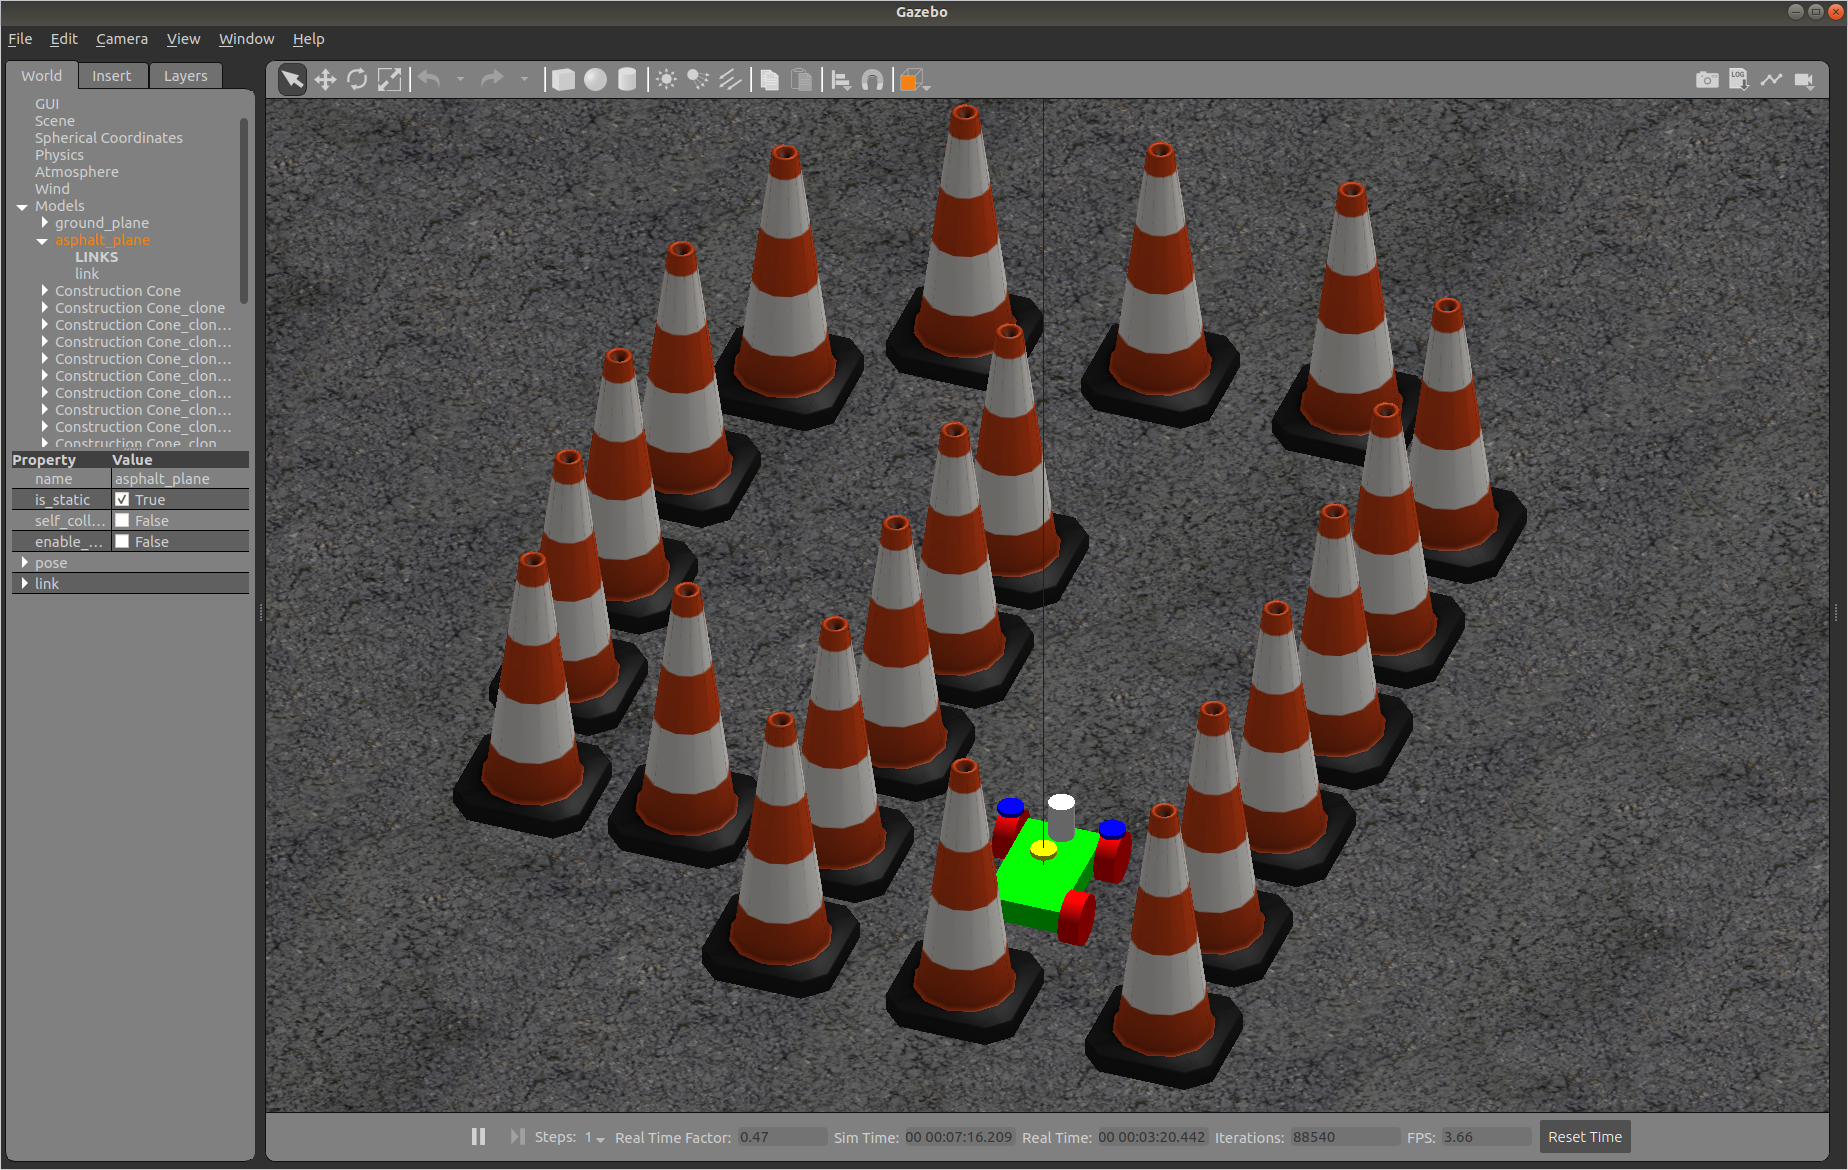 Gazebo
File Edit Camera View Window Help
World Insert Layers
LOG
GUI
Scene
Spherical Coordinates
Physics
Atmosphere
Wind
Models
ground_plane
asphalt_plane
LINKS
link
Construction Cone
Construction Cone_clone
Construction Cone_clon...
Construction Cone_clon...
Construction Cone_clon...
Construction Cone_clon...
Construction Cone_clon...
Construction Cone_clon...
Construction Cone_clon...
Construction Cone_clon
Property Value
name asphalt_plane
is_static True
self_coll... False
enable_... False
pose
link
Steps: 1 Real Time Factor: 0.47 Sim Time: 00 00:07:16.209 Real Time: 00 00:03:20.442 Iterations: 88540 FPS: 3.66 Reset Time